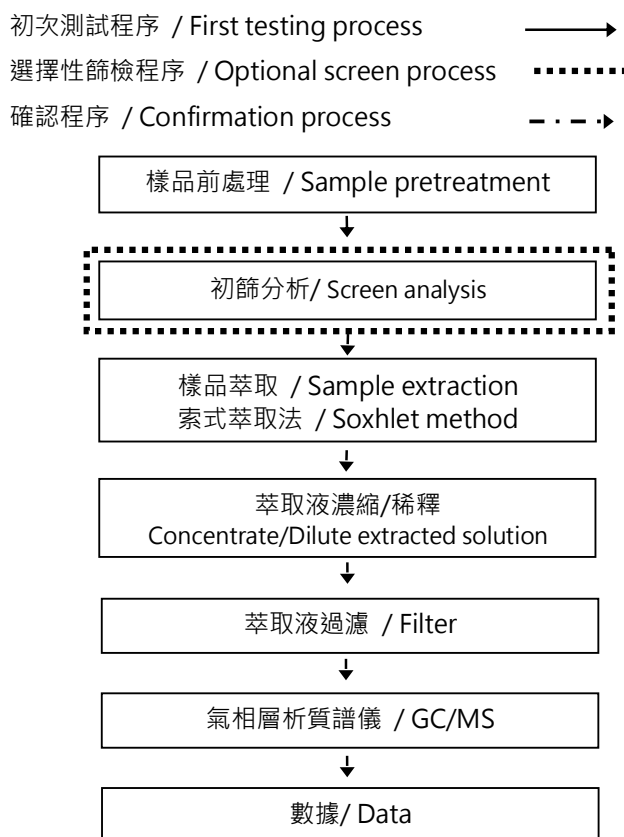 初次測試程序 / First testing process
選擇性篩檢程序 / Optional screen process
確認程序 / Confirmation process
樣品前處理 / Sample pretreatment
初篩分析/ Screen analysis
樣品萃取 / Sample extraction
索式萃取法 / Soxhlet method
萃取液濃縮/稀釋
Concentrate/Dilute extracted solution
萃取液過濾 / Filter
氣相層析質譜儀 / GC/MS
數據/ Data